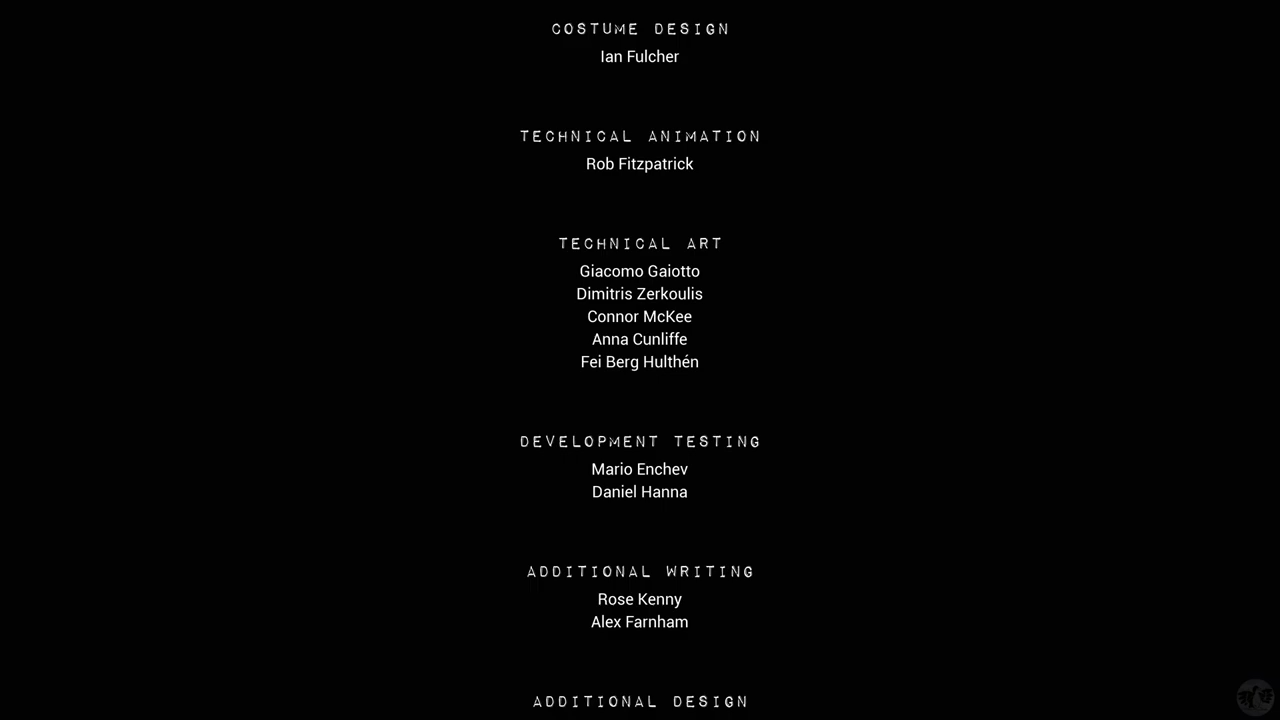 COSTUME DESIGN
Ian Fulcher
TECHNICAL ANIMATION
Rob Fitzpatrick
TECHNICAL ART
Giacomo Gaiotto
Dimitris Zerkoulis
Connor McKee
Anna Cunliffe
Fei Berg Hulthén
DEVELOPMENT TESTING
Mario Enchev
Daniel Hanna
ADDITIONAL WRITING
Rose Kenny
Alex Farnham
ADDITIONAL DESIGN